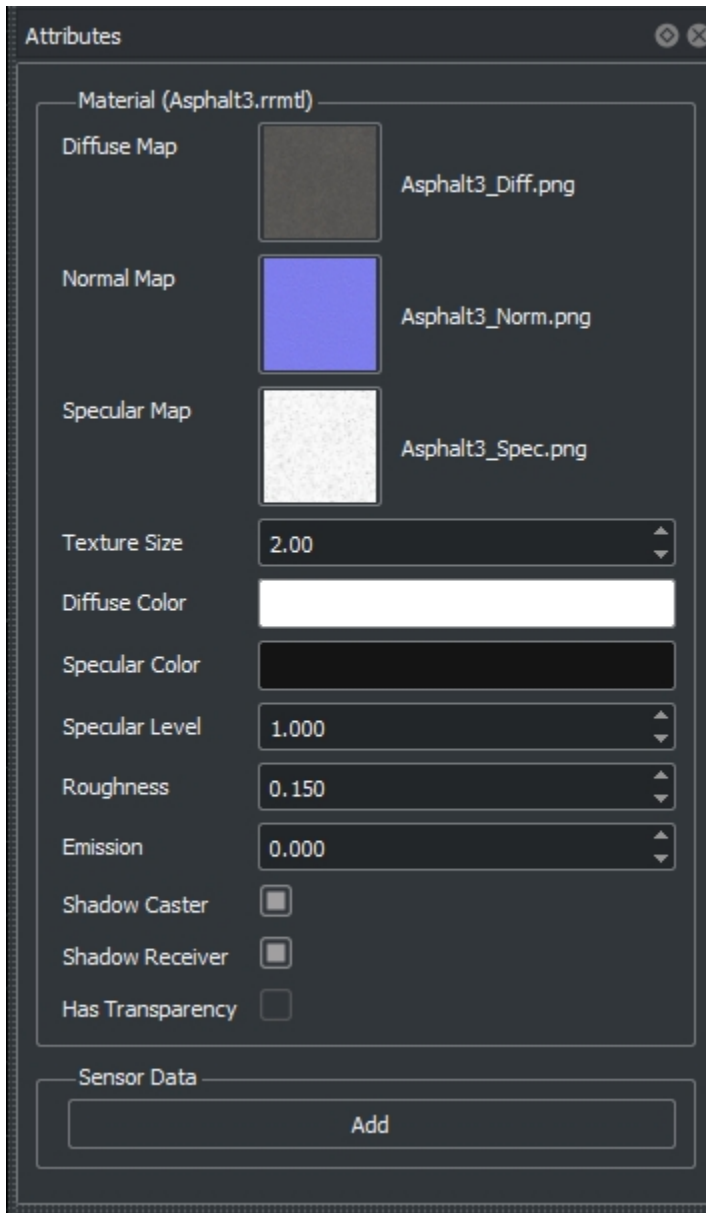 Attributes
Material (Asphalt3.rrmtl)
Diffuse Map
Asphalt3_Diff.png
Normal Map
Asphalt3_Norm.png
Specular Map
Asphalt3_Spec.png
Texture Size 2.00
Diffuse Color
Specular Color
Specular Level 1.000
Roughness 0.150
Emission 0.000
Shadow Caster
Shadow Receiver
Has Transparency
Sensor Data
Add